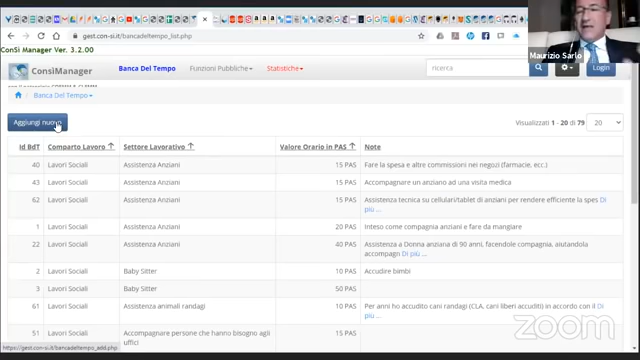 gest.con-si.it/bancadeltempo_list.php
ConSi Manager Ver. 3.2.00
Maurizio Sarlo
ConsiManager
Banca Del Tempo
Funzioni Pubbliche
Statistiche
ricerca
Login
Banca Del Tempo
Aggiungi nuovo
Visualizzati 1 - 20 di 79
20
Id BdT Comparto Lavoro Settore Lavorativo Valore Orario in PAS Note
40 Lavori Sociali Assistenza Anziani 15 PAS Fare la spesa e altre commissioni nei negozi (farmacie, ecc.)
43 Lavori Sociali Assistenza Anziani 15 PAS Accompagnare un anziano ad una visita medica
62 Lavori Sociali Assistenza Anziani 15 PAS Assistenza tecnica su cellulari/tablet di anziani per rendere efficiente la spes Di
più ...
1 Lavori Sociali Assistenza Anziani 20 PAS Inteso come compagnia anziani e fare da mangiare
22 Lavori Sociali Assistenza Anziani 40 PAS Assistenza a Donna anziana di 90 anni, facendole compagnia, aiutandola
accompagn Di più ...
2 Lavori Sociali Baby Sitter 10 PAS Accudire bimbi
3 Lavori Sociali Baby Sitter 50 PAS
61 Lavori Sociali Assistenza animali randagi 10 PAS Per anni ho accudito cani randagi (CLA, cani liberi accuditi) in accordo con il Di
più ...
51 Lavori Sociali Accompagnare persone che hanno bisogno agli
uffici 15 PAS
https://gest.con-si.it/bancadeltempo_add.php
zoom